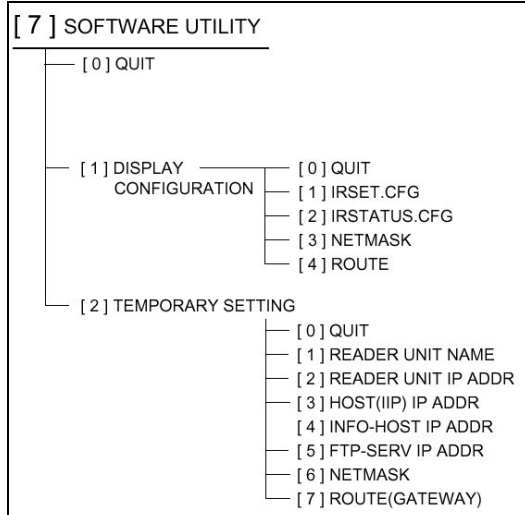 [ 7 ] SOFTWARE UTILITY
[ 0 ] QUIT
[ 1 ] DISPLAY
CONFIGURATION
[ 0 ] QUIT
[ 1 ] IRSET.CFG
[ 2 ] IRSTATUS.CFG
[ 3 ] NETMASK
[ 4 ] ROUTE
[ 2 ] TEMPORARY SETTING
[ 0 ] QUIT
[ 1 ] READER UNIT NAME
[ 2 ] READER UNIT IP ADDR
[ 3 ] HOST(IIP) IP ADDR
[ 4 ] INFO-HOST IP ADDR
[ 5 ] FTP-SERV IP ADDR
[ 6 ] NETMASK
[ 7 ] ROUTE(GATEWAY)